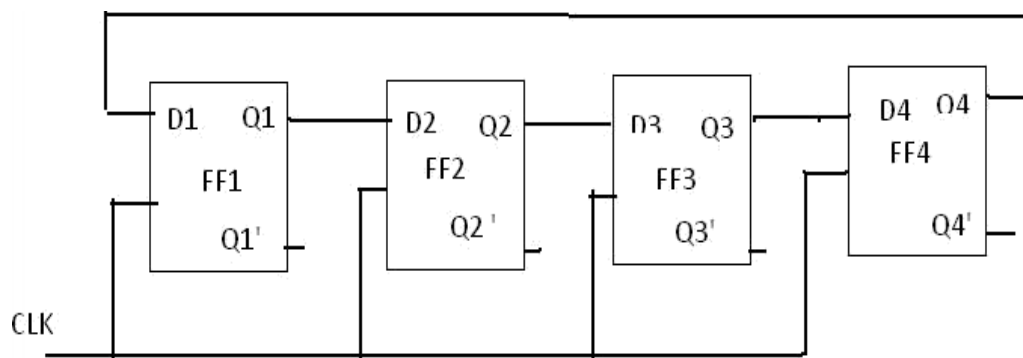 D1 Q1
FF1
Q1'
D2 Q2
FF2
Q2 '
D3 Q3
FF3
Q3'
D4 Q4
FF4
Q4'
CLK